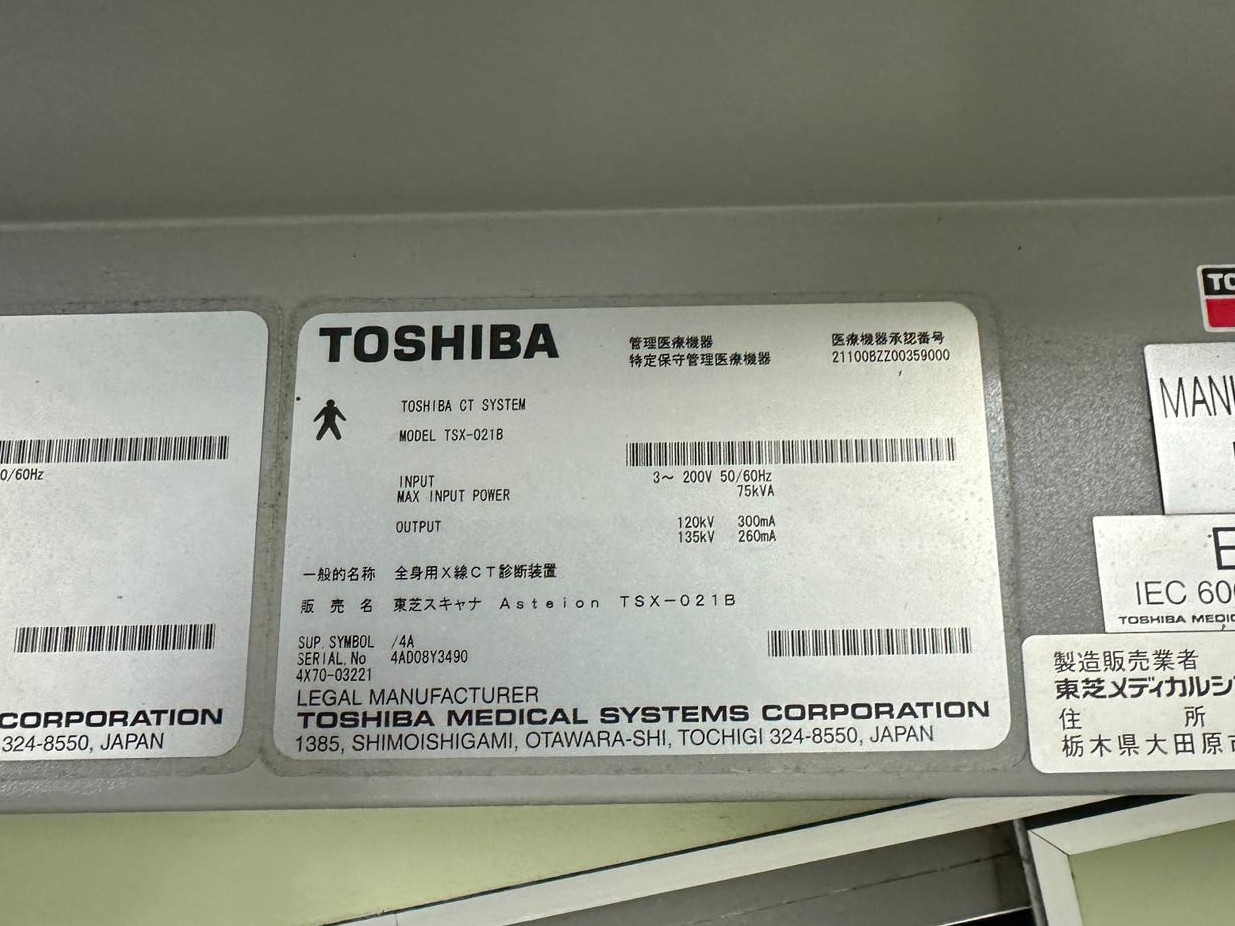 TOSHIBA
管理医療機器
特定保守管理医療機器
医療機器承認番号
21100BZZ00359000
TOSHIBA CT SYSTEM
MODEL TSX-021B
INPUT 3～ 200V 50/60Hz
MAX INPUT POWER 75kVA
OUTPUT 120kV 300mA
135kV 260mA
一般的名称 全身用X線CT診断装置
販売名 東芝スキャナ Asteion TSX-021B
SUP. SYMBOL /4A
SERIAL.No 4AD08Y3490
4X70-03221
LEGAL MANUFACTURER
TOSHIBA MEDICAL SYSTEMS CORPORATION
1385, SHIMOISHIGAMI, OTAWARA-SHI, TOCHIGI 324-8550, JAPAN
0/60Hz
CORPORATION
324-8550, JAPAN
TO
MANU
E
IEC 60
TOSHIBA MEDIC
製造販売業者
東芝メディカルシ
住所
栃木県大田原市